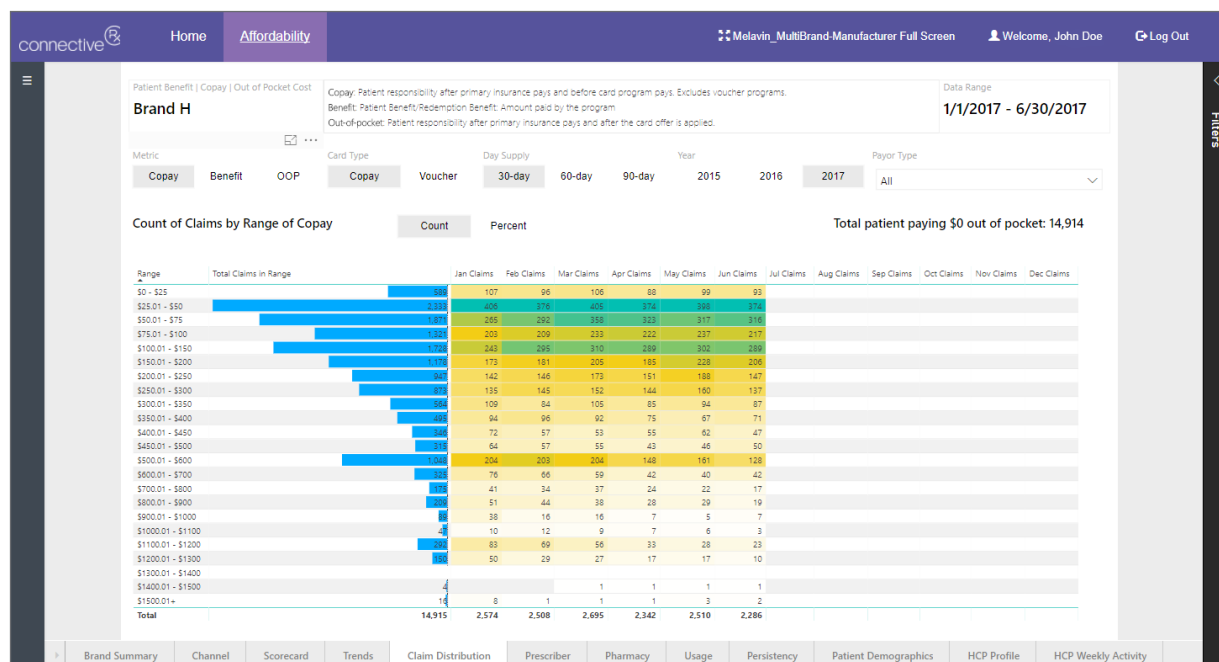 connectiveRx
Home
Affordability
Melavin_MultiBrand-Manufacturer Full Screen
Welcome, John Doe
Log Out
Patient Benefit | Copay | Out of Pocket Cost
Brand H
Copay: Patient responsibility after primary insurance pays and before card program pays. Excludes voucher programs.
Benefit: Patient Benefit/Redemption Benefit: Amount paid by the program
Out-of-pocket: Patient responsibility after primary insurance pays and after the card offer is applied.
Data Range
1/1/2017 - 6/30/2017
Filters
Metric Card Type Day Supply Year Payor Type
Copay Benefit OOP Copay Voucher 30-day 60-day 90-day 2015 2016 2017 All
Count of Claims by Range of Copay Count Percent Total patient paying $0 out of pocket: 14,914
Range Total Claims in Range Jan Claims Feb Claims Mar Claims Apr Claims May Claims Jun Claims Jul Claims Aug Claims Sep Claims Oct Claims Nov Claims Dec Claims
$0 - $25 589 107 96 106 88 99 93
$25.01 - $50 2,333 406 376 405 374 398 374
$50.01 - $75 1,871 265 292 358 323 317 316
$75.01 - $100 1,321 203 209 233 222 237 217
$100.01 - $150 1,728 243 295 310 289 302 289
$150.01 - $200 1,178 173 181 205 185 228 206
$200.01 - $250 947 142 146 173 151 188 147
$250.01 - $300 873 135 145 152 144 160 137
$300.01 - $350 564 109 84 105 85 94 87
$350.01 - $400 495 94 96 92 75 67 71
$400.01 - $450 346 72 57 53 55 62 47
$450.01 - $500 315 64 57 55 43 46 50
$500.01 - $600 1,048 204 203 204 148 161 128
$600.01 - $700 325 76 66 59 42 40 42
$700.01 - $800 175 41 34 37 24 22 17
$800.01 - $900 209 51 44 38 28 29 19
$900.01 - $1000 89 38 16 16 7 5 7
$1000.01 - $1100 47 10 12 9 7 6 3
$1100.01 - $1200 292 83 69 56 33 28 23
$1200.01 - $1300 150 50 29 27 17 17 10
$1300.01 - $1400
$1400.01 - $1500 4 1 1 1 1
$1500.01+ 16 8 1 1 1 3 2
Total 14,915 2,574 2,508 2,695 2,342 2,510 2,286
Brand Summary Channel Scorecard Trends Claim Distribution Prescriber Pharmacy Usage Persistency Patient Demographics HCP Profile HCP Weekly Activity